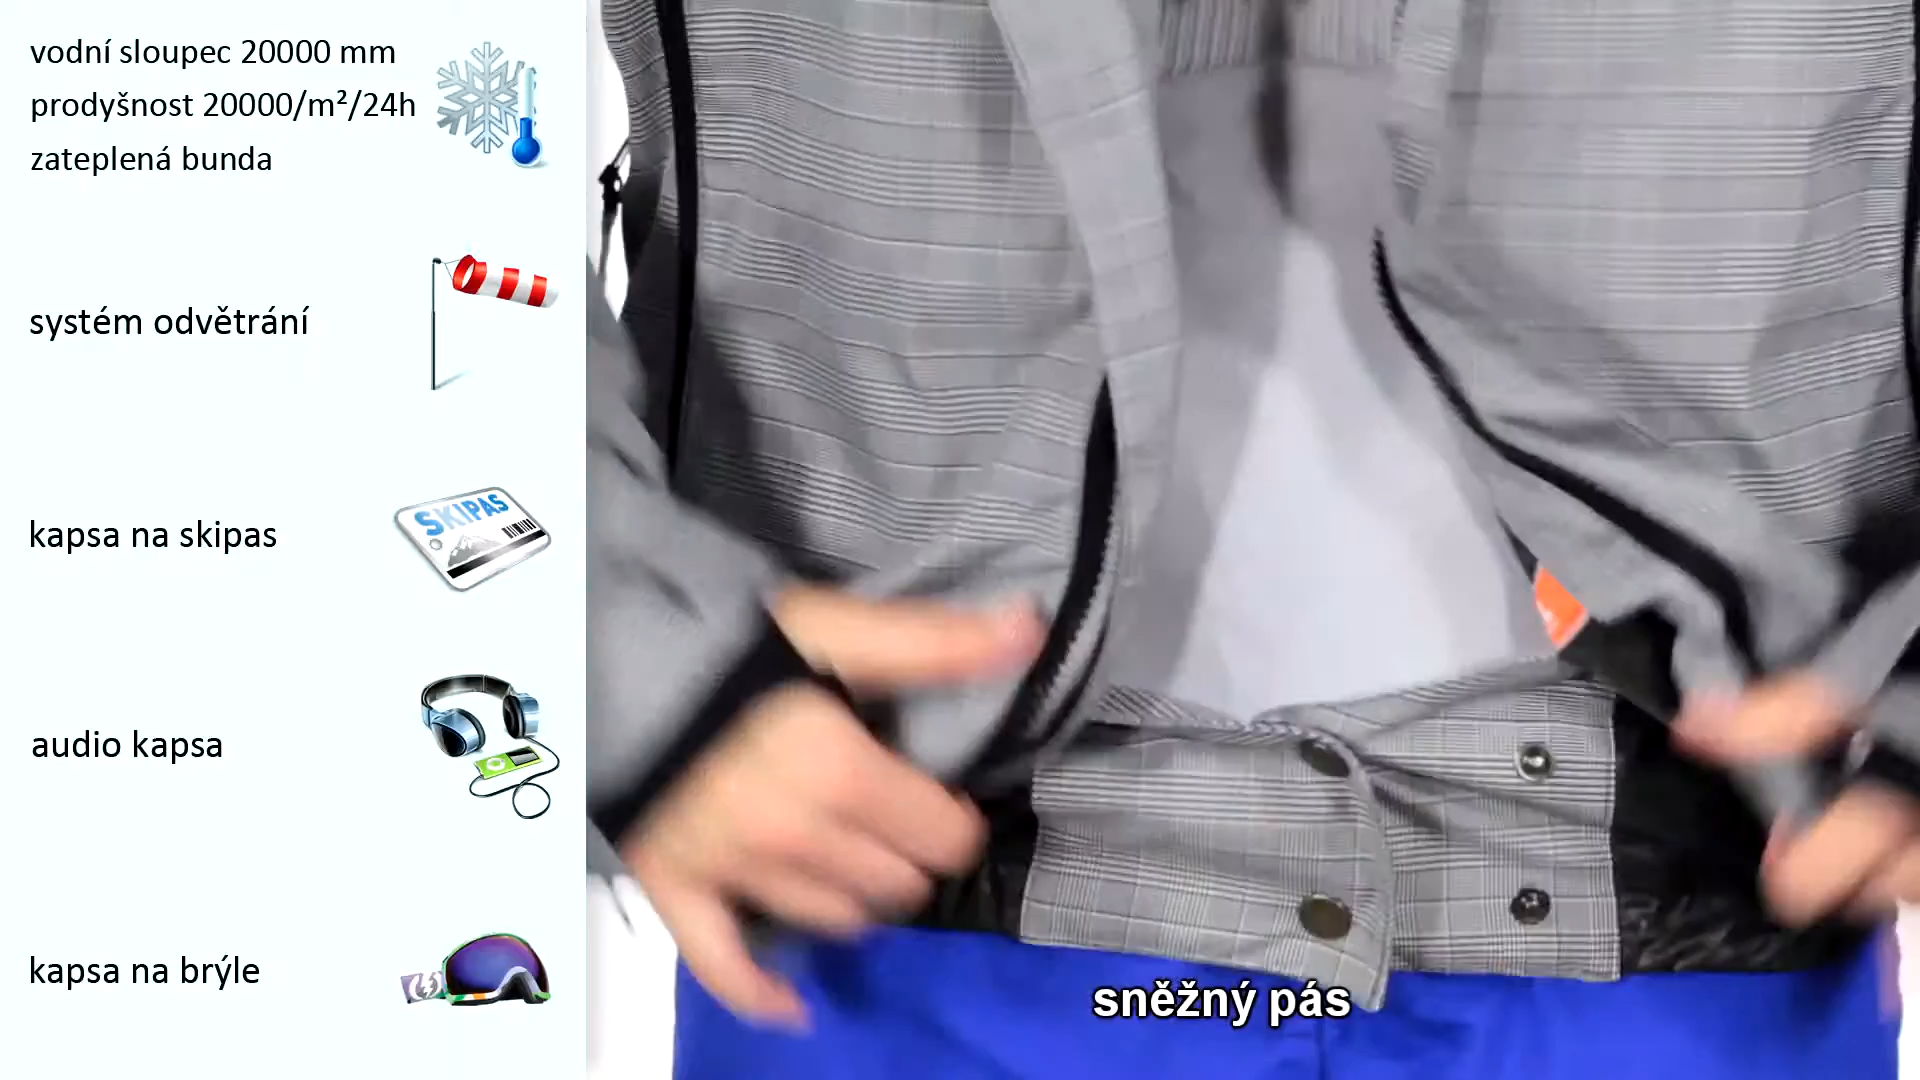 vodní sloupec 20000 mm
prodyšnost 20000/m²/24h
zateplená bunda
systém odvětrání
kapsa na skipas
SKIPAS
audio kapsa
kapsa na brýle
sněžný pás